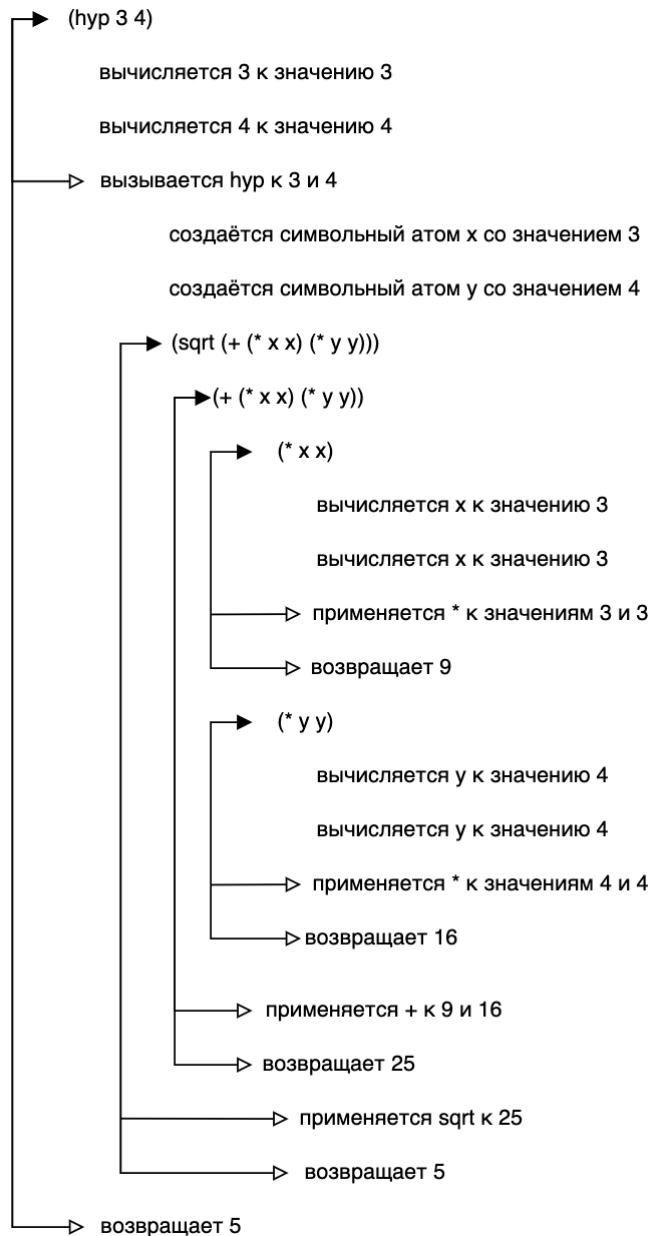 (hyp 3 4)
вычисляется 3 к значению 3
вычисляется 4 к значению 4
вызывается hyp к 3 и 4
создаётся символьный атом x со значением 3
создаётся символьный атом y со значением 4
(sqrt (+ (* x x) (* y y)))
(+ (* x x) (* y y))
(* x x)
вычисляется x к значению 3
вычисляется x к значению 3
применяется * к значениям 3 и 3
возвращает 9
(* y y)
вычисляется y к значению 4
вычисляется y к значению 4
применяется * к значениям 4 и 4
возвращает 16
применяется + к 9 и 16
возвращает 25
применяется sqrt к 25
возвращает 5
возвращает 5